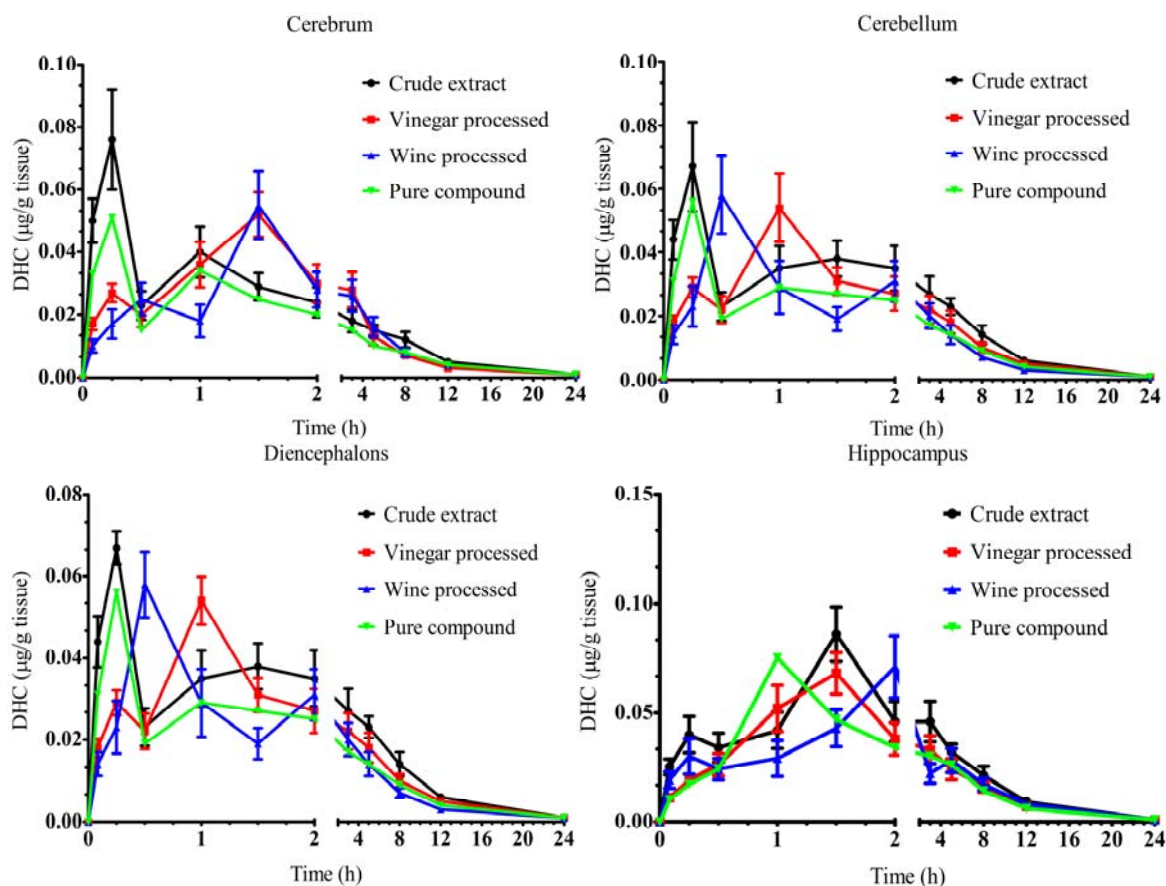 Cerebrum
0.10
0.08
0.06
0.04
0.02
0.00
DHC (µg/g tissue)
Crude extract
Vinegar processed
Wine processed
Pure compound
0 1 2 4 8 12 16 20 24
Time (h)
Cerebellum
0.10
0.08
0.06
0.04
0.02
0.00
DHC (µg/g tissue)
Crude extract
Vinegar processed
Wine processed
Pure compound
0 1 2 4 8 12 16 20 24
Time (h)
Diencephalons
0.08
0.06
0.04
0.02
0.00
DHC (µg/g tissue)
Crude extract
Vinegar processed
Wine processed
Pure compound
0 1 2 4 8 12 16 20 24
Time (h)
Hippocampus
0.15
0.10
0.05
0.00
DHC (µg/g tissue)
Crude extract
Vinegar processed
Wine processed
Pure compound
0 1 2 4 8 12 16 20 24
Time (h)